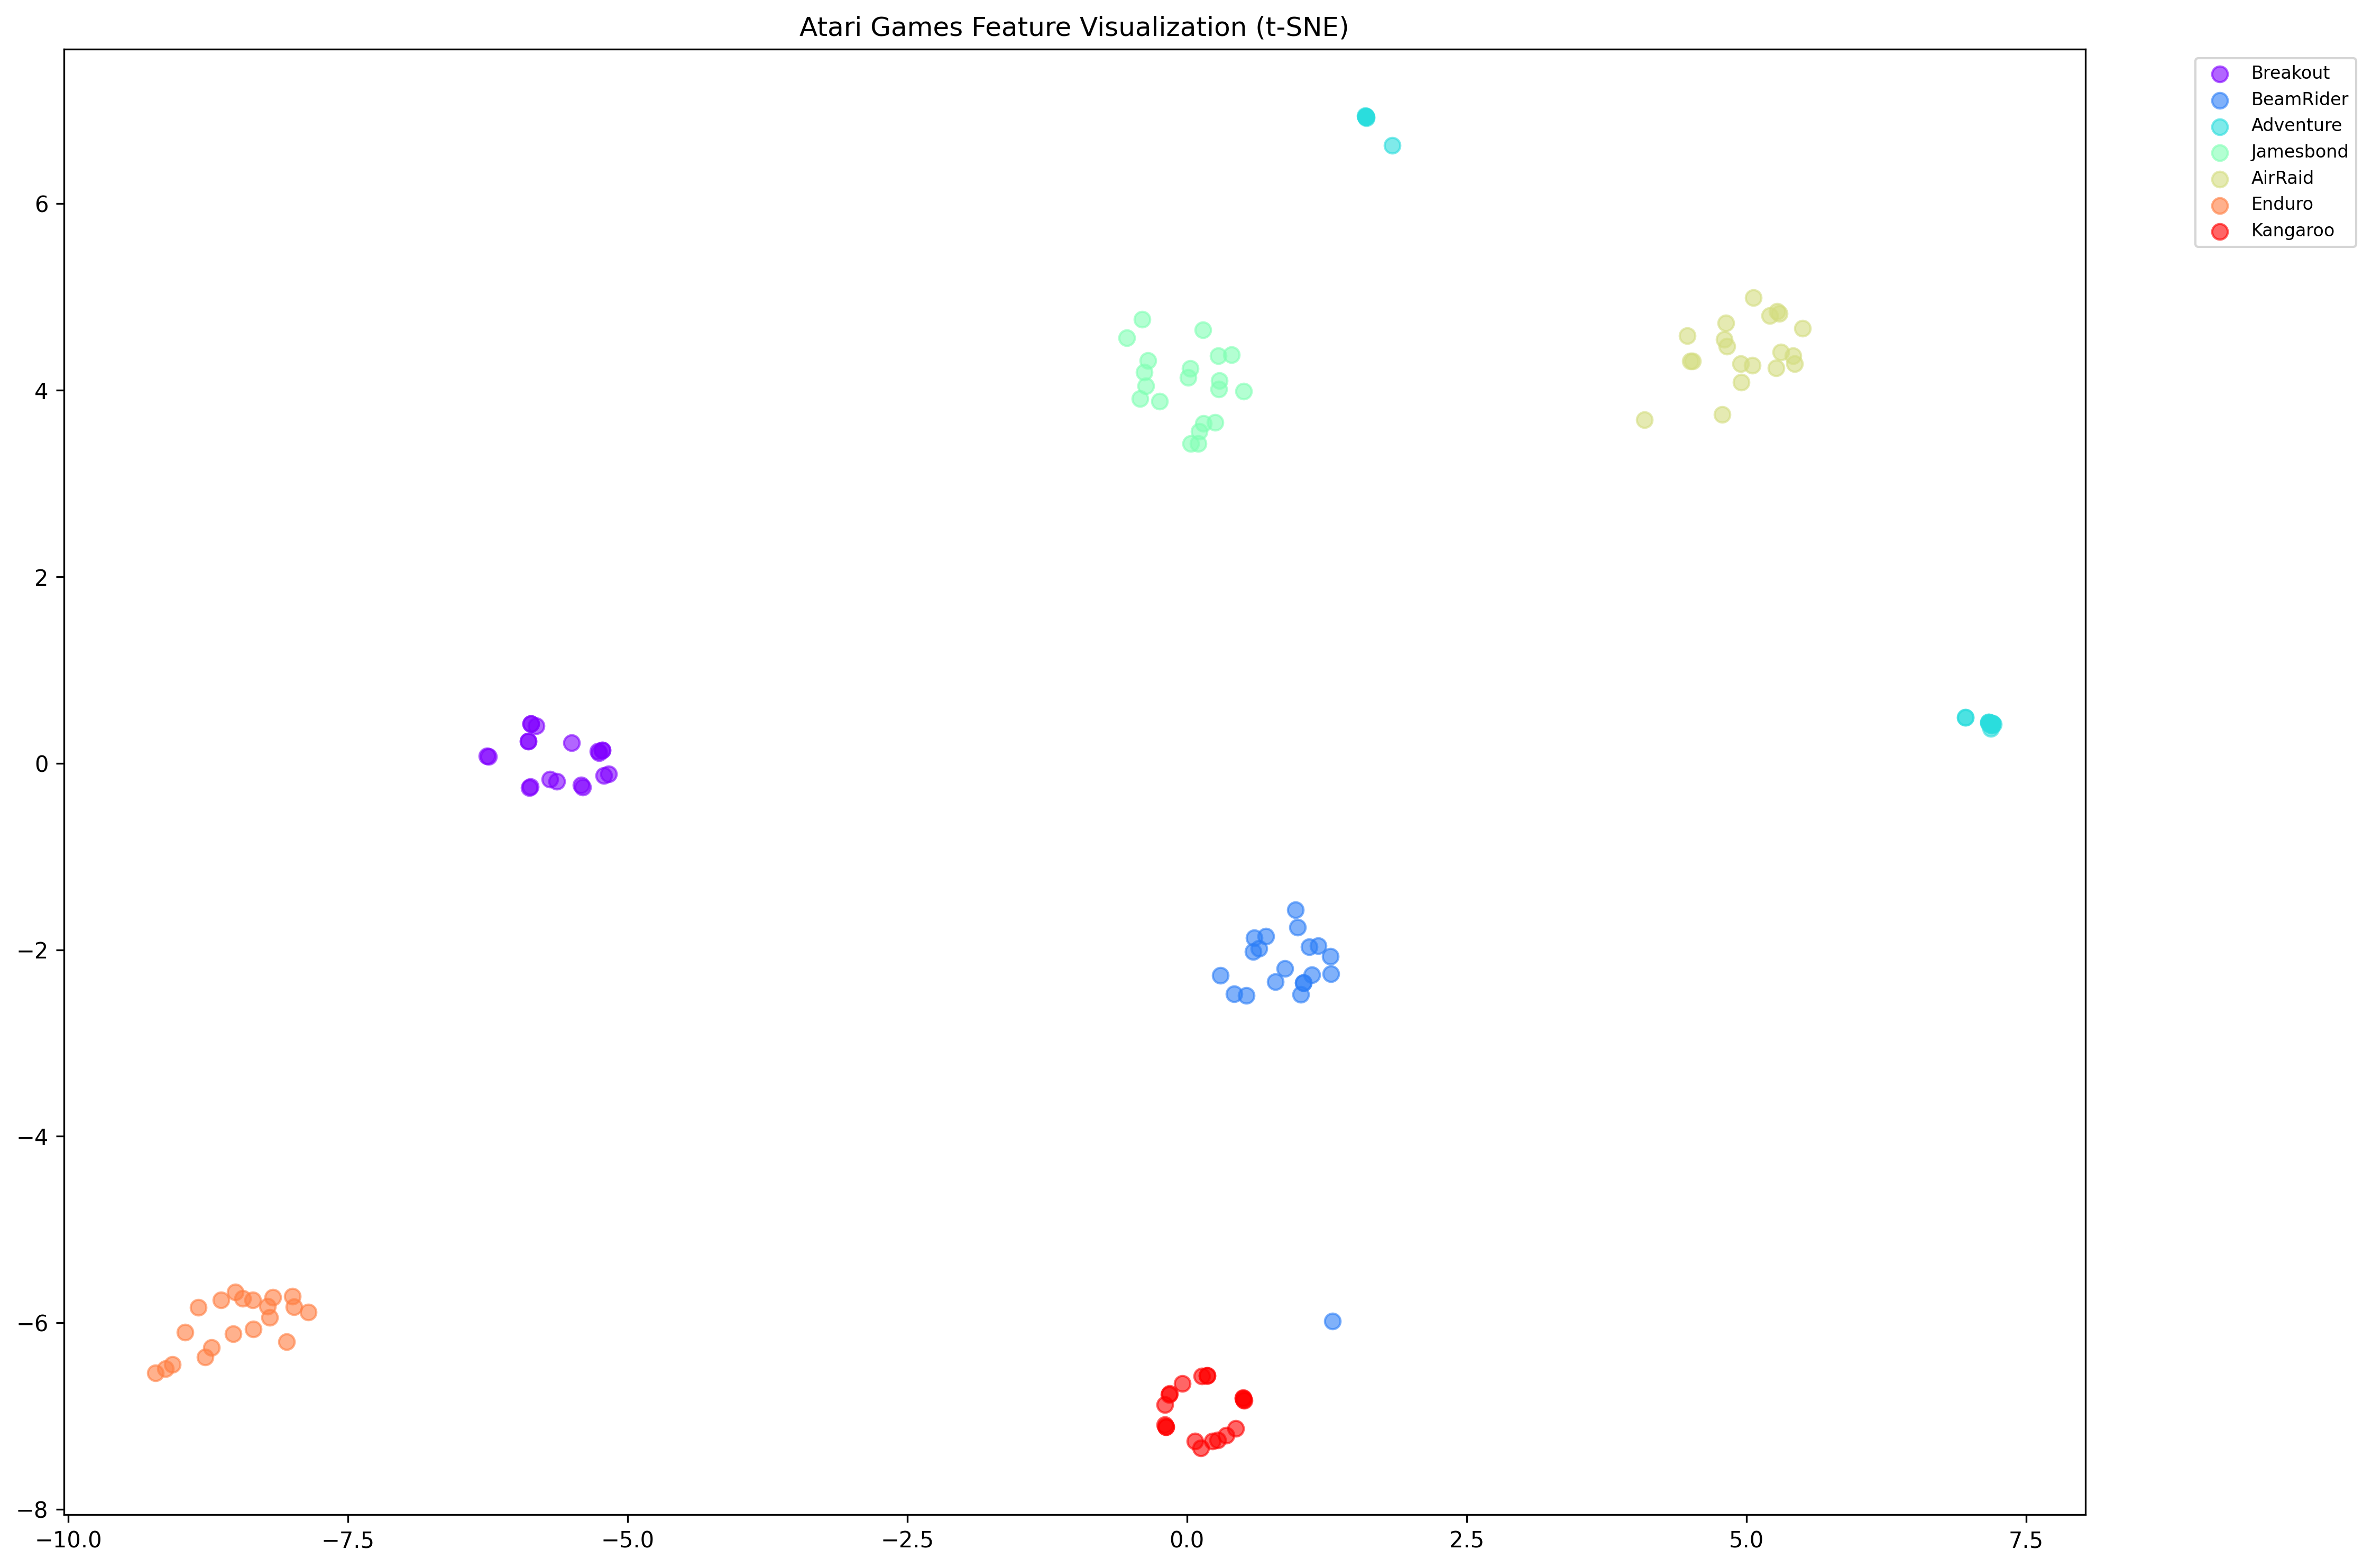 Atari Games Feature Visualization (t-SNE)
Breakout
BeamRider
Adventure
Jamesbond
AirRaid
Enduro
Kangaroo
6
4
2
0
−2
−4
−6
−8
−10.0 −7.5 −5.0 −2.5 0.0 2.5 5.0 7.5